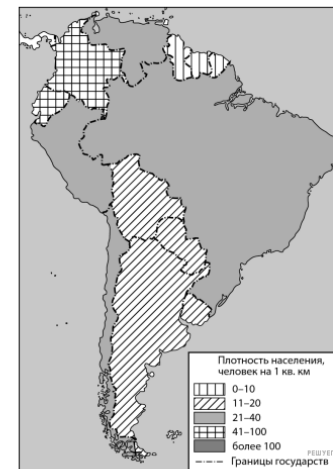 Плотность населения,
человек на 1 кв. км
0–10
11–20
21–40
41–100
более 100
Границы государств